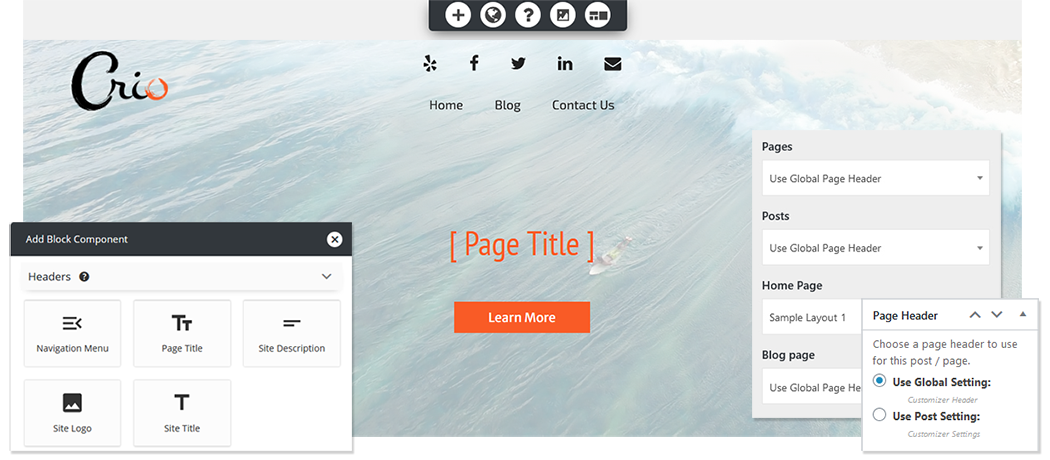 Crio
Home Blog Contact Us
Pages
Use Global Page Header
Posts
Use Global Page Header
Home Page
Sample Layout 1
Blog page
Use Global Page He
Add Block Component
Headers ?
Navigation Menu
Page Title
Site Description
Site Logo
Site Title
[ Page Title ]
Learn More
Page Header
Choose a page header to use
for this post / page.
Use Global Setting:
Customizer Header
Use Post Setting:
Customizer Settings